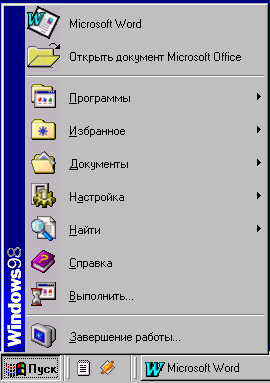 Microsoft Word
Открыть документ Microsoft Office
Программы
Избранное
Документы
Настройка
Найти
Справка
Выполнить...
Завершение работы...
Windows98
Пуск
Microsoft Word